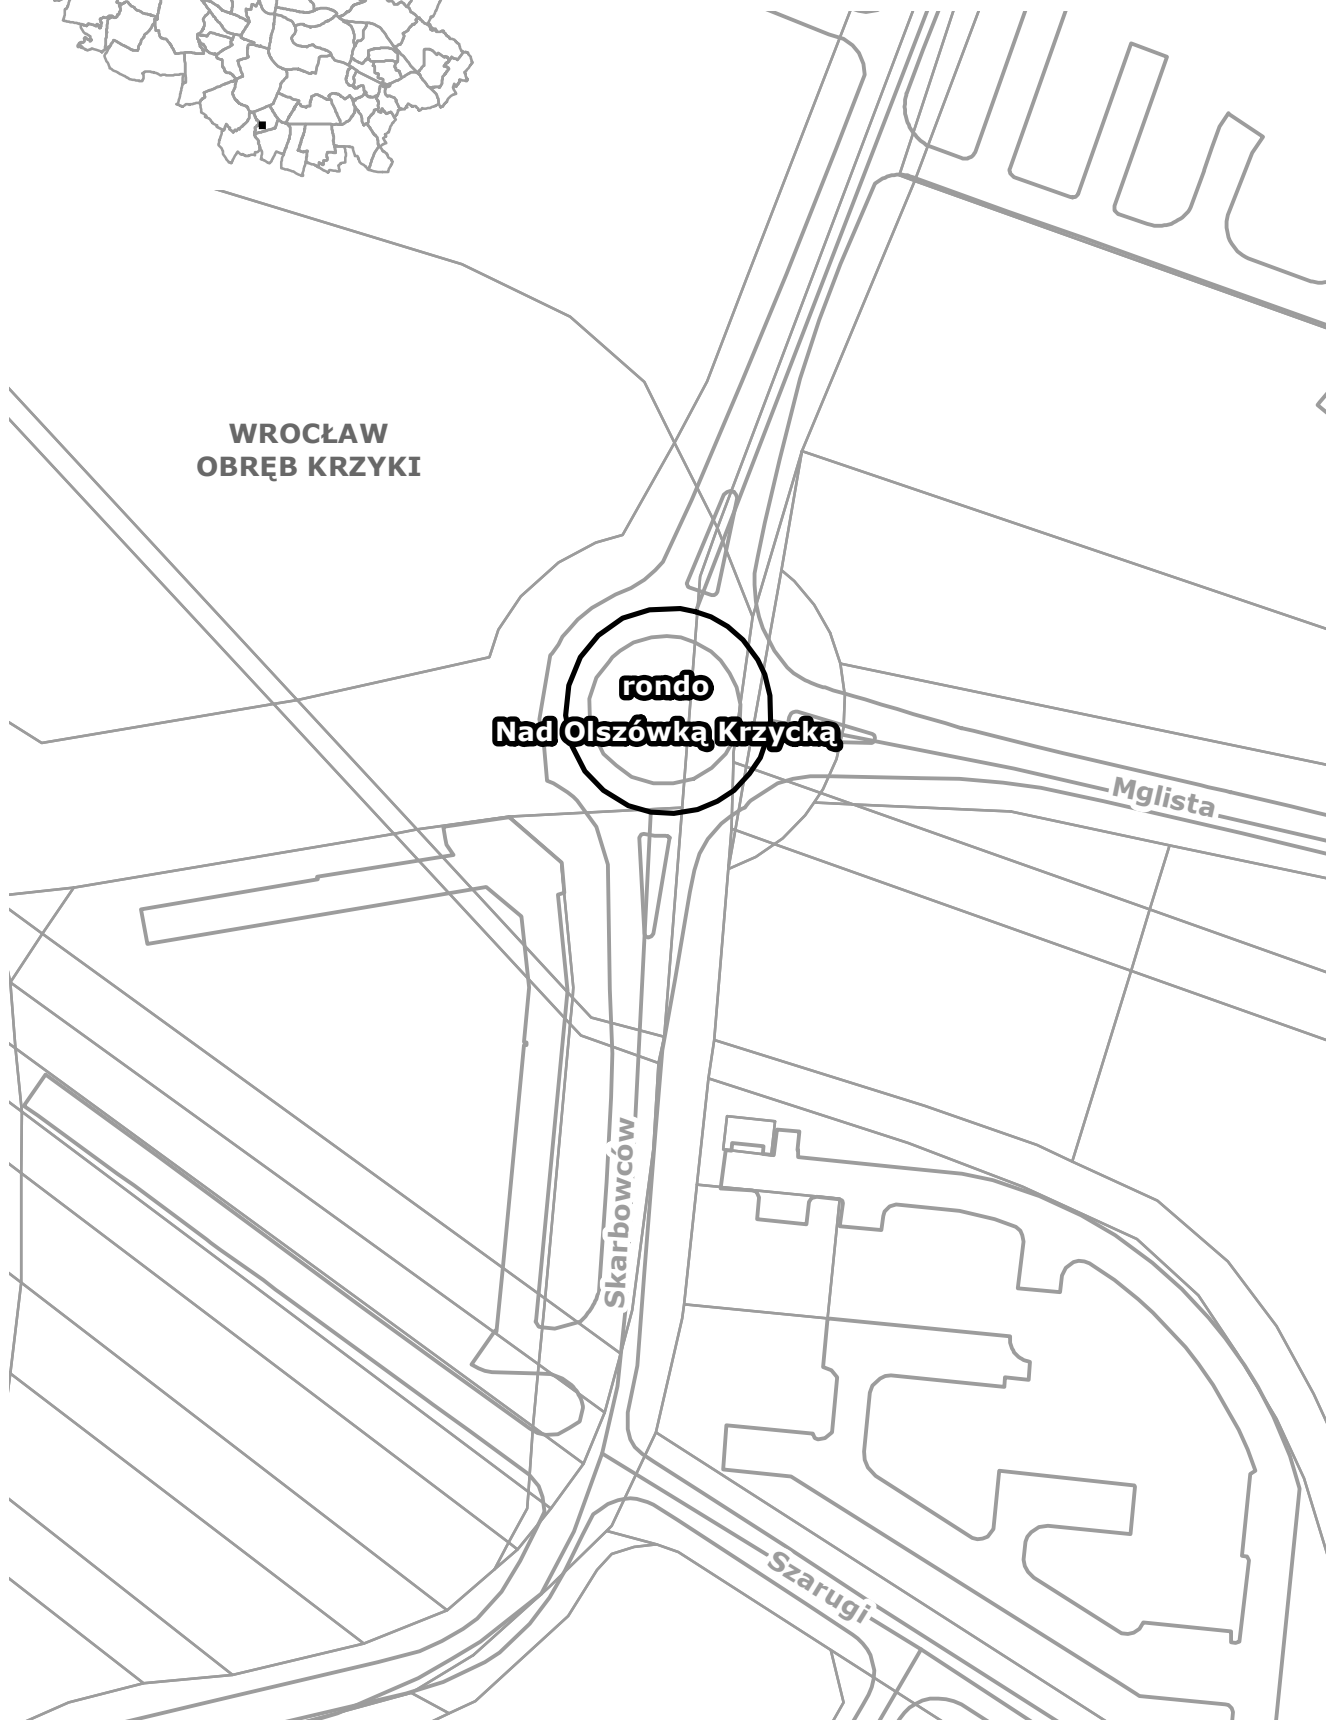 WROCŁAW
OBRĘB KRZYKI
rondo
Nad Olszówką Krzycką
Mglista
Skarbowców
Szarugi